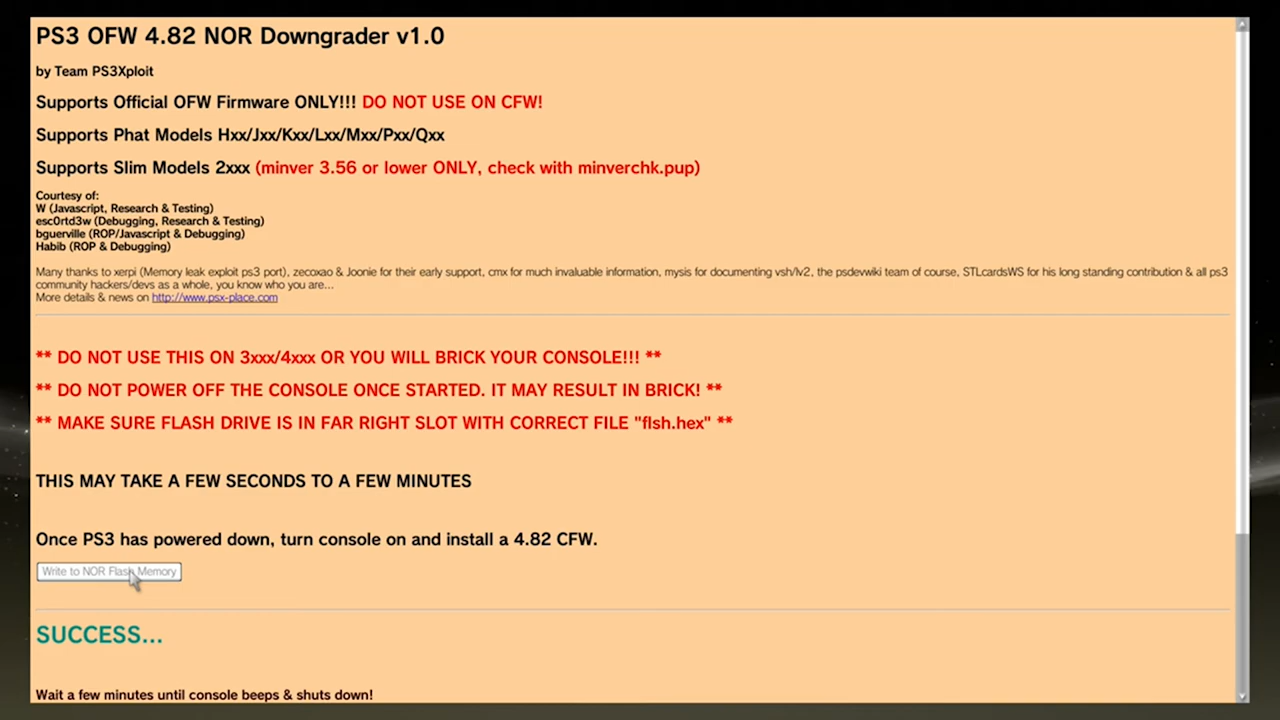 PS3 OFW 4.82 NOR Downgrader v1.0
by Team PS3Xploit
Supports Official OFW Firmware ONLY!!! DO NOT USE ON CFW!
Supports Phat Models Hxx/Jxx/Kxx/Lxx/Mxx/Pxx/Qxx
Supports Slim Models 2xxx (minver 3.56 or lower ONLY, check with minverchk.pup)
Courtesy of:
W (Javascript, Research & Testing)
esc0rtd3w (Debugging, Research & Testing)
bguerville (ROP/Javascript & Debugging)
Habib (ROP & Debugging)
Many thanks to xerpi (Memory leak exploit ps3 port), zecoxao & Joonie for their early support, cmx for much invaluable information, mysis for documenting vsh/lv2, the psdevwiki team of course, STLcardsWS for his long standing contribution & all ps3
community hackers/devs as a whole, you know who you are...
More details & news on http://www.psx-place.com
** DO NOT USE THIS ON 3xxx/4xxx OR YOU WILL BRICK YOUR CONSOLE!!! **
** DO NOT POWER OFF THE CONSOLE ONCE STARTED. IT MAY RESULT IN BRICK! **
** MAKE SURE FLASH DRIVE IS IN FAR RIGHT SLOT WITH CORRECT FILE "flsh.hex" **
THIS MAY TAKE A FEW SECONDS TO A FEW MINUTES
Once PS3 has powered down, turn console on and install a 4.82 CFW.
Write to NOR Flash Memory
SUCCESS...
Wait a few minutes until console beeps & shuts down!